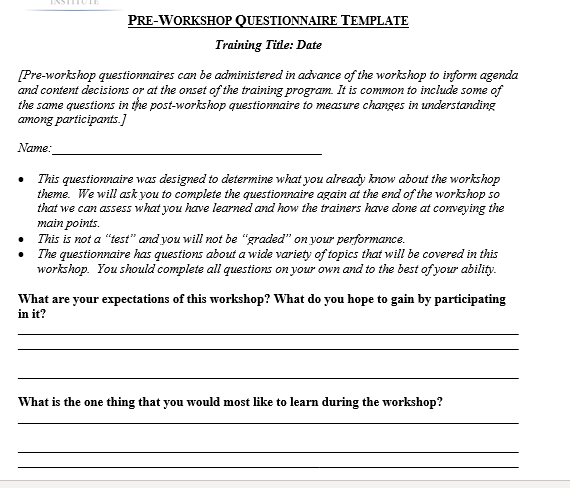 INSTITUTE
PRE-WORKSHOP QUESTIONNAIRE TEMPLATE
Training Title: Date
[Pre-workshop questionnaires can be administered in advance of the workshop to inform agenda
and content decisions or at the onset of the training program. It is common to include some of
the same questions in the post-workshop questionnaire to measure changes in understanding
among participants.]
Name:
• This questionnaire was designed to determine what you already know about the workshop
theme. We will ask you to complete the questionnaire again at the end of the workshop so
that we can assess what you have learned and how the trainers have done at conveying the
main points.
• This is not a “test” and you will not be “graded” on your performance.
• The questionnaire has questions about a wide variety of topics that will be covered in this
workshop. You should complete all questions on your own and to the best of your ability.
What are your expectations of this workshop? What do you hope to gain by participating
in it?
What is the one thing that you would most like to learn during the workshop?